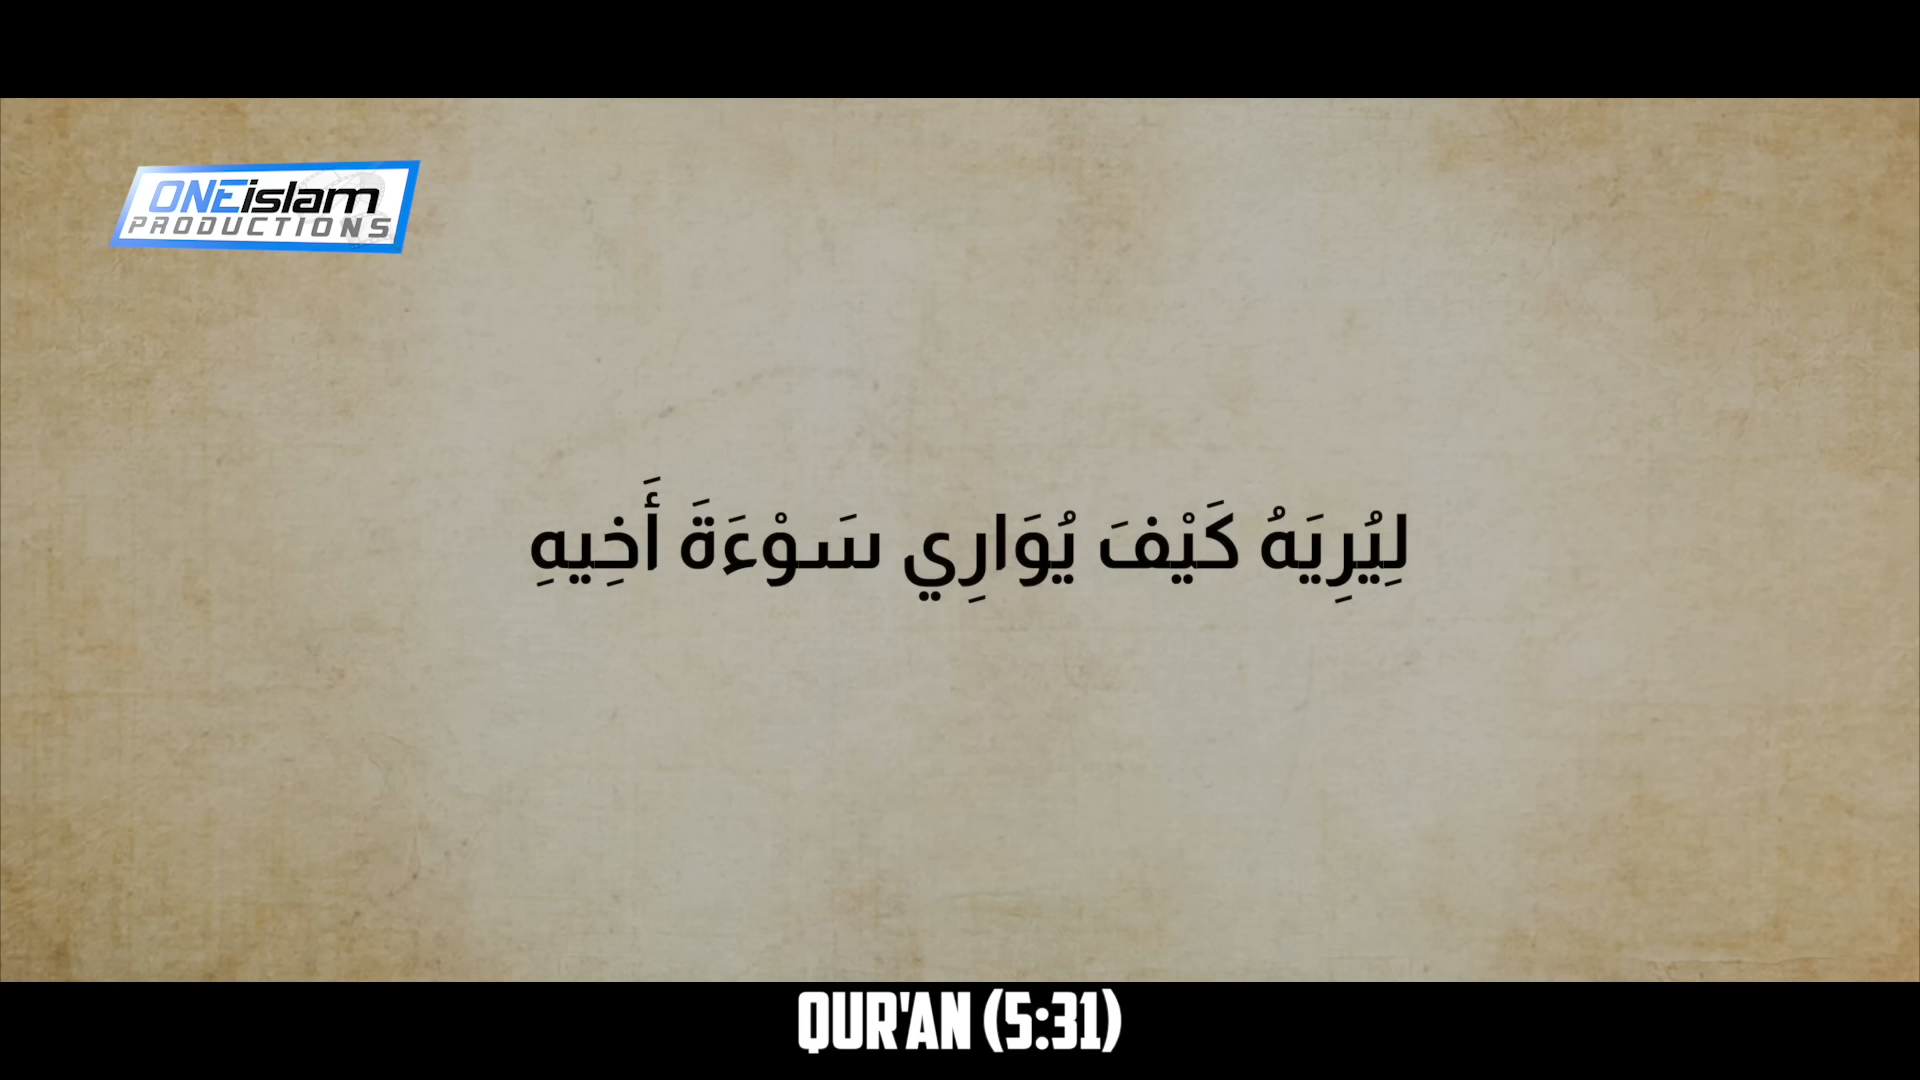 ONEislam
PRODUCTIONS
لِيُرِيَهُ كَيْفَ يُوَارِي سَوْءَةَ أَخِيهِ
QUR'AN (5:31)